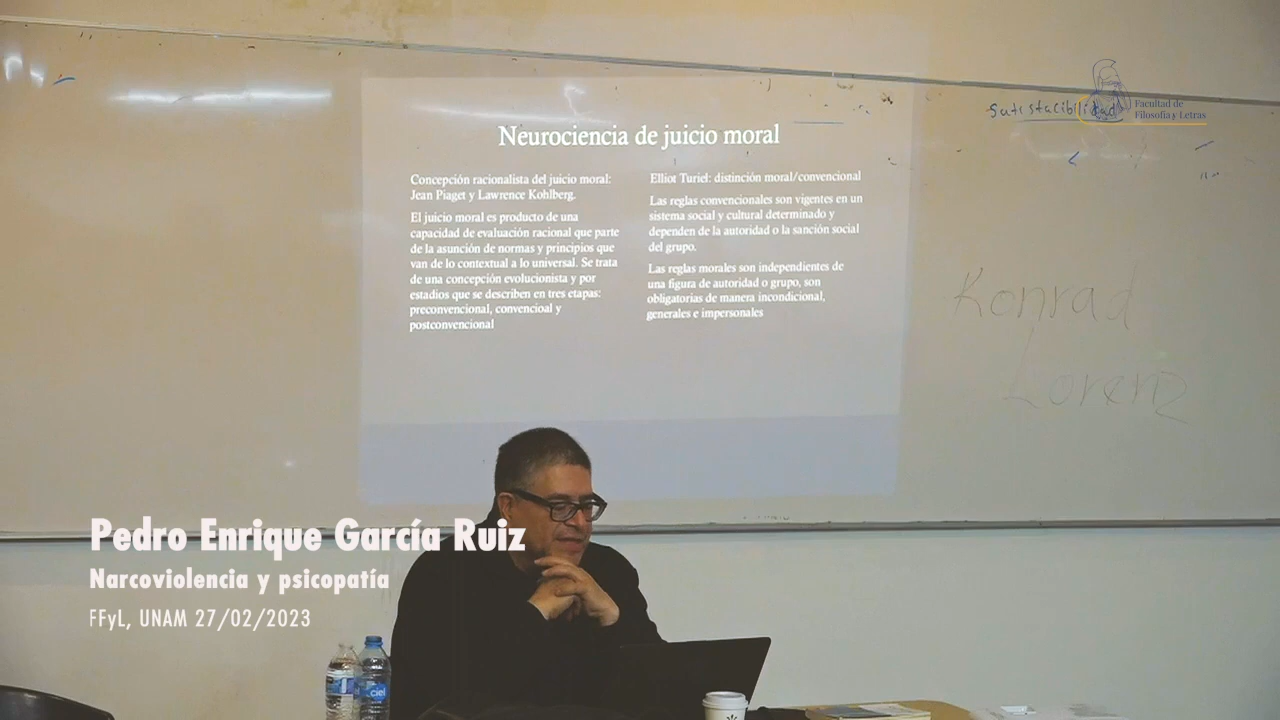 Neurociencia de juicio moral
Concepción racionalista del juicio moral:
Jean Piaget y Lawrence Kohlberg.
El juicio moral es producto de una
capacidad de evaluación racional que parte
de la asunción de normas y principios que
van de lo contextual a lo universal. Se trata
de una concepción evolucionista y por
estadios que se describen en tres etapas:
preconvencional, convencioal y
postconvencional
Elliot Turiel: distinción moral/convencional
Las reglas convencionales son vigentes en un
sistema social y cultural determinado y
dependen de la autoridad o la sanción social
del grupo.
Las reglas morales son independientes de
una figura de autoridad o grupo, son
obligatorias de manera incondicional,
generales e impersonales
Facultad de
Filosofía y Letras
Konrad
Lorenz
Pedro Enrique García Ruiz
Narcoviolencia y psicopatía
FFyL, UNAM 27/02/2023
ciel